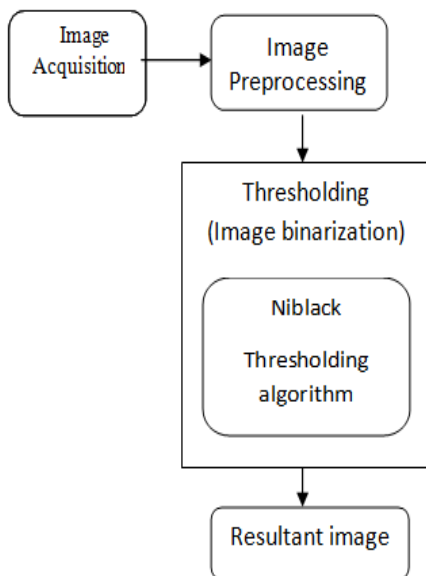 Image
Acquisition
Image
Preprocessing
Thresholding
(Image binarization)
Niblack
Thresholding
algorithm
Resultant image